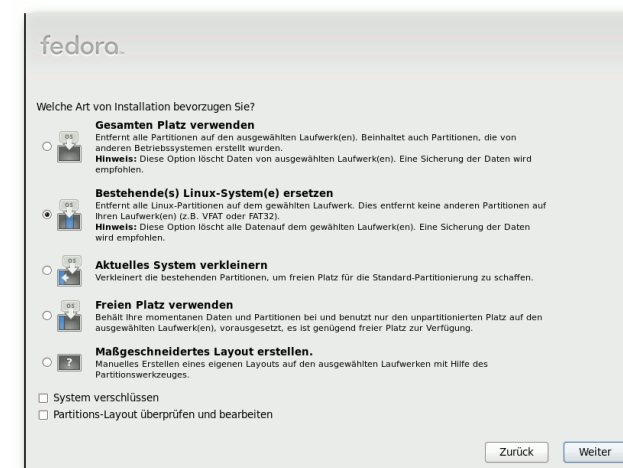 fedora
Welche Art von Installation bevorzugen Sie?
Gesamten Platz verwenden
Entfernt alle Partitionen auf den ausgewählten Laufwerk(en). Beinhaltet auch Partitionen, die von
anderen Betriebssystemen erstellt wurden.
Hinweis: Diese Option löscht Daten von ausgewählten Laufwerk(en). Eine Sicherung der Daten wird
empfohlen.
Bestehende(s) Linux-System(e) ersetzen
Entfernt alle Linux-Partitionen auf dem gewählten Laufwerk. Dies entfernt keine anderen Partitionen auf
Ihren Laufwerk(en) (z.B. VFAT oder FAT32).
Hinweis: Diese Option löscht alle Datenauf dem gewählten Laufwerk(en). Eine Sicherung der Daten
wird empfohlen.
Aktuelles System verkleinern
Verkleinert die bestehenden Partitionen, um freien Platz für die Standard-Partitionierung zu schaffen.
Freien Platz verwenden
Behält Ihre momentanen Daten und Partitionen bei und benutzt nur den unpartitionierten Platz auf den
ausgewählten Laufwerk(en), vorausgesetzt, es ist genügend freier Platz zur Verfügung.
Maßgeschneidertes Layout erstellen.
Manuelles Erstellen eines eigenen Layouts auf den ausgewählten Laufwerken mit Hilfe des
Partitionswerkzeuges.
System verschlüssen
Partitions-Layout überprüfen und bearbeiten
Zurück
Weiter
OS
OS
OS
OS
?